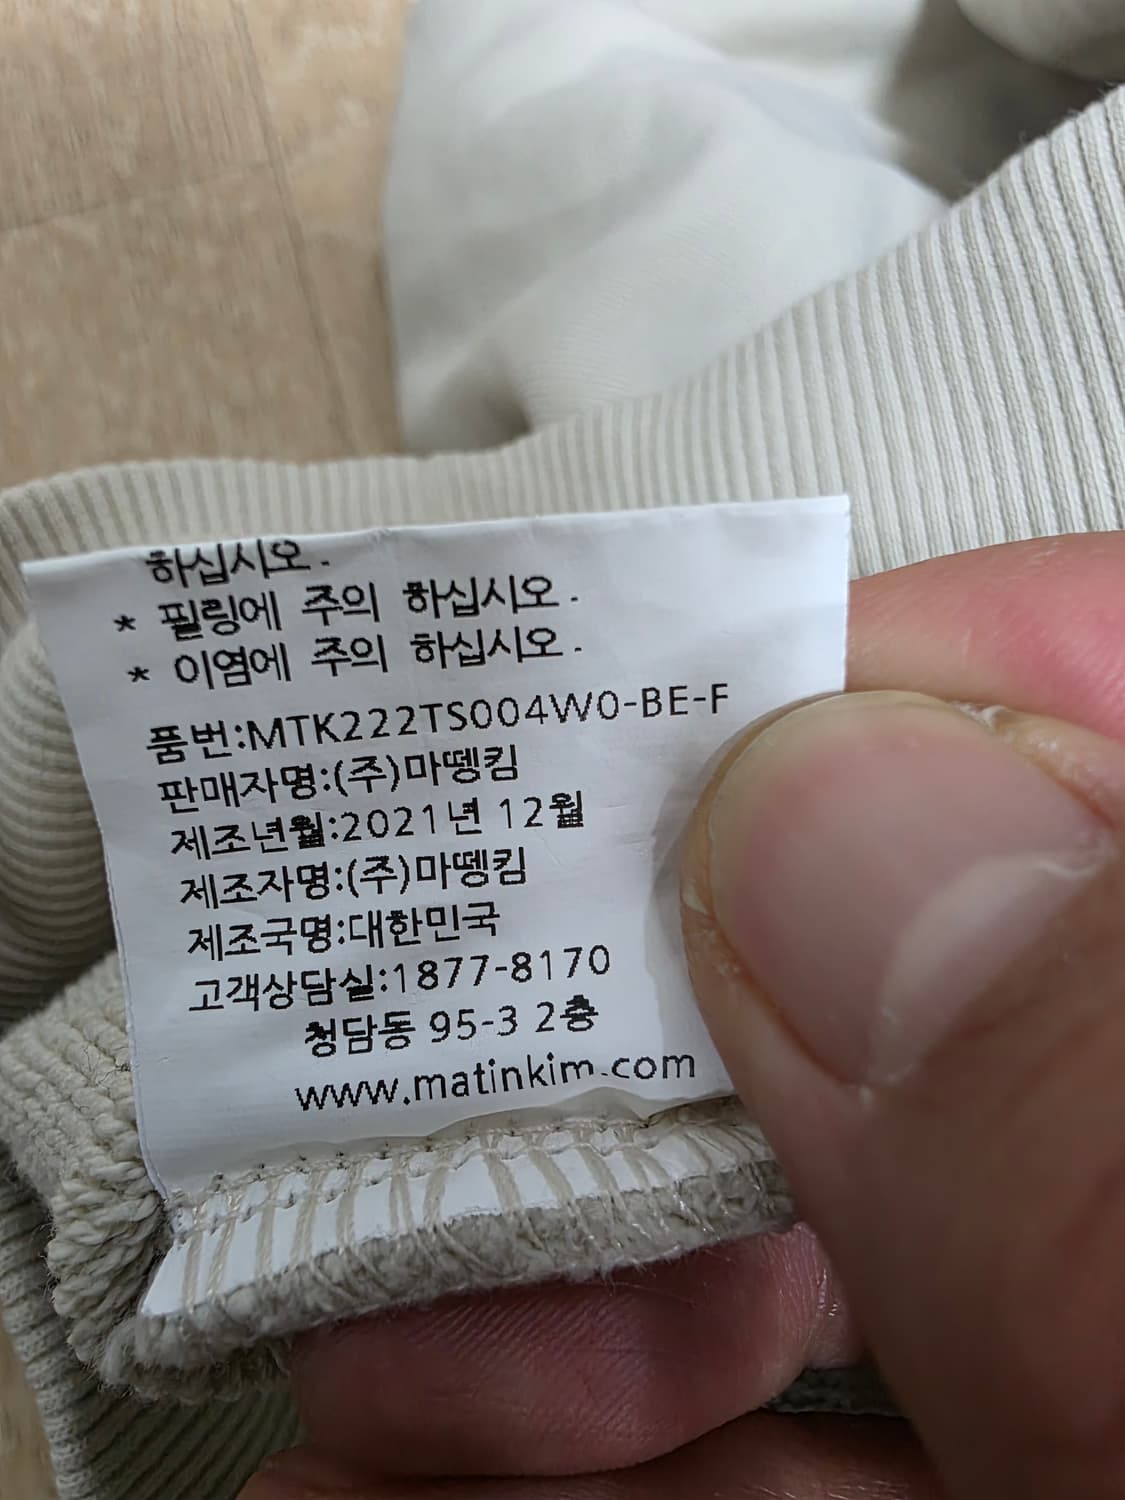 하십시오.
* 필링에 주의 하십시오.
* 이염에 주의 하십시오.
품번:MTK222TS004W0-BE-F
판매자명:(주)마뗑킴
제조년월:2021년 12월
제조자명:(주)마뗑킴
제조국명:대한민국
고객상담실:1877-8170
청담동 95-3 2층
www.matinkim.com